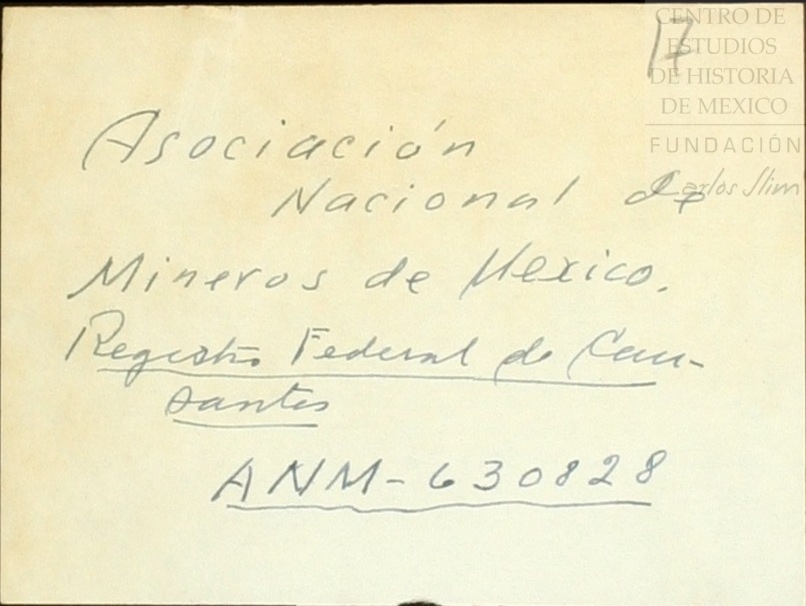 17
CENTRO DE
ESTUDIOS
DE HISTORIA
DE MEXICO
FUNDACIÓN
Carlos Slim
Asociación
Nacional de
Mineros de Mexico.
Registro Federal de Cau-
santes
ANM-630828